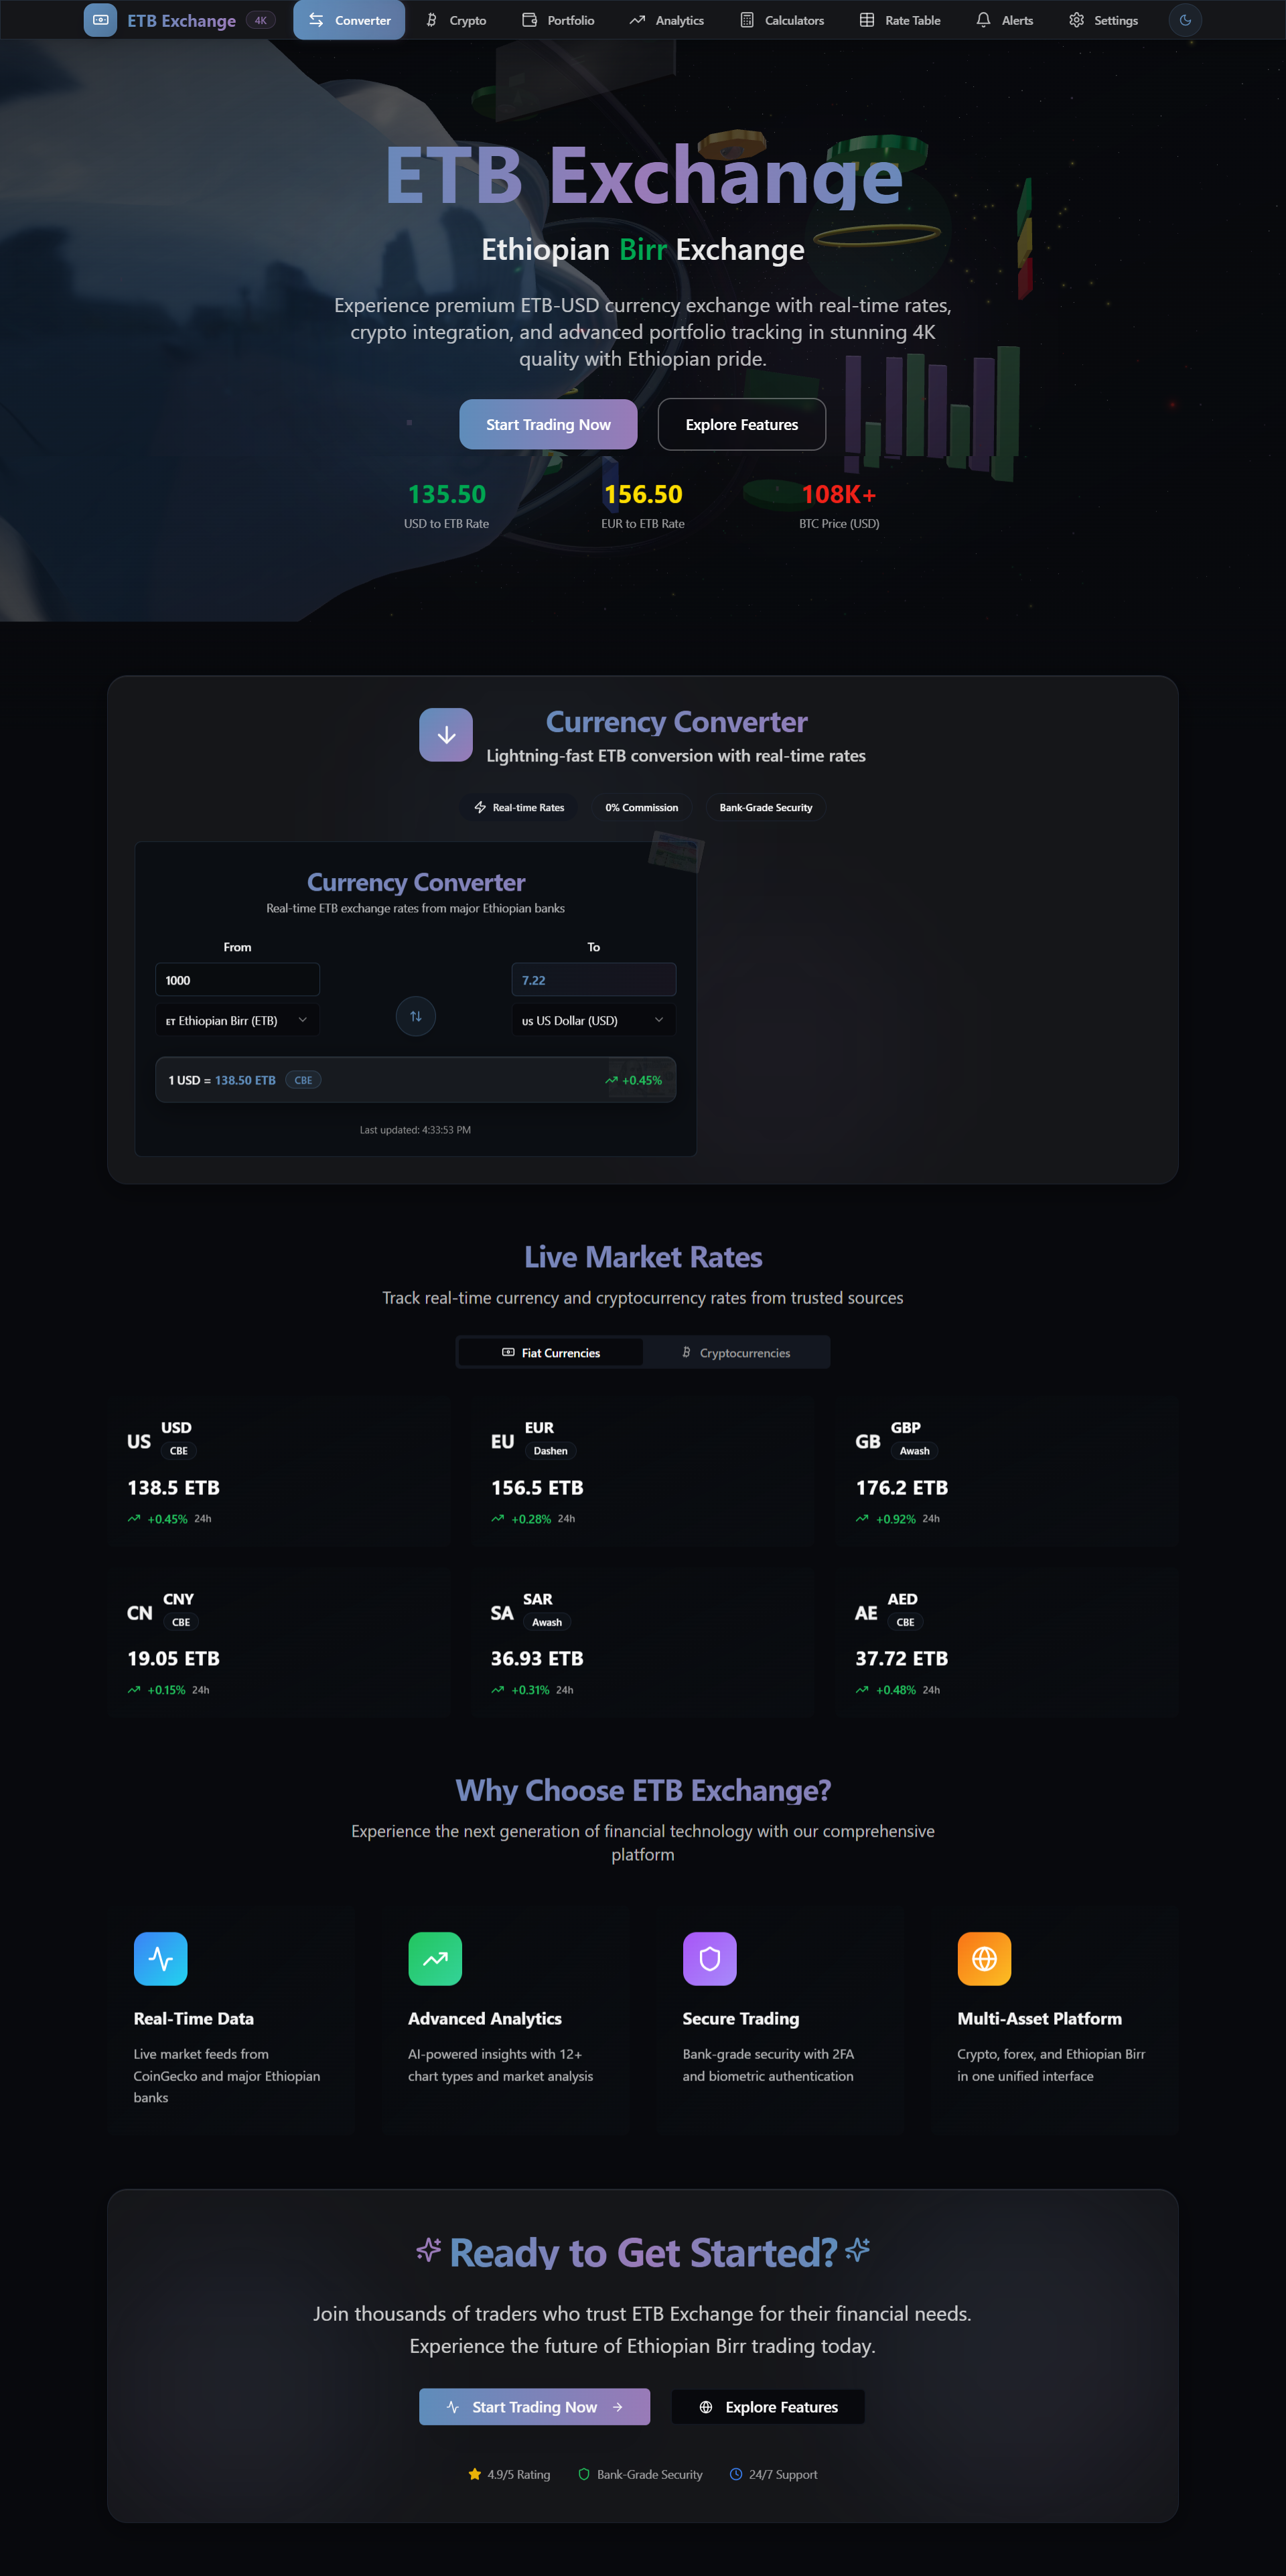 ETB Exchange 4K Converter Crypto Portfolio Analytics Calculators Rate Table Alerts Settings
ETB Exchange
Ethiopian Birr Exchange
Experience premium ETB-USD currency exchange with real-time rates,
crypto integration, and advanced portfolio tracking in stunning 4K
quality with Ethiopian pride.
Start Trading Now Explore Features
135.50 156.50 108K+
USD to ETB Rate EUR to ETB Rate BTC Price (USD)
Currency Converter
Lightning-fast ETB conversion with real-time rates
Real-time Rates 0% Commission Bank-Grade Security
Currency Converter
Real-time ETB exchange rates from major Ethiopian banks
From To
1000 7.22
ET Ethiopian Birr (ETB) US US Dollar (USD)
1 USD = 138.50 ETB CBE +0.45%
Last updated: 4:33:53 PM
Live Market Rates
Track real-time currency and cryptocurrency rates from trusted sources
Fiat Currencies Cryptocurrencies
US USD CBE
138.5 ETB
+0.45% 24h
EU EUR Dashen
156.5 ETB
+0.28% 24h
GB GBP Awash
176.2 ETB
+0.92% 24h
CN CNY CBE
19.05 ETB
+0.15% 24h
SA SAR Awash
36.93 ETB
+0.31% 24h
AE AED CBE
37.72 ETB
+0.48% 24h
Why Choose ETB Exchange?
Experience the next generation of financial technology with our comprehensive
platform
Real-Time Data
Live market feeds from
CoinGecko and major Ethiopian
banks
Advanced Analytics
AI-powered insights with 12+
chart types and market analysis
Secure Trading
Bank-grade security with 2FA
and biometric authentication
Multi-Asset Platform
Crypto, forex, and Ethiopian Birr
in one unified interface
Ready to Get Started?
Join thousands of traders who trust ETB Exchange for their financial needs.
Experience the future of Ethiopian Birr trading today.
Start Trading Now Explore Features
4.9/5 Rating Bank-Grade Security 24/7 Support